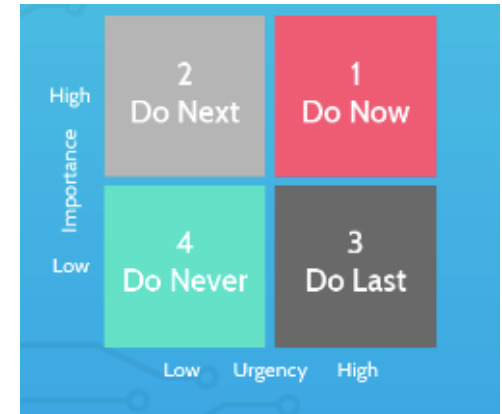 2
Do Next
1
Do Now
High
Importance
Low
4
Do Never
3
Do Last
Low Urgency High